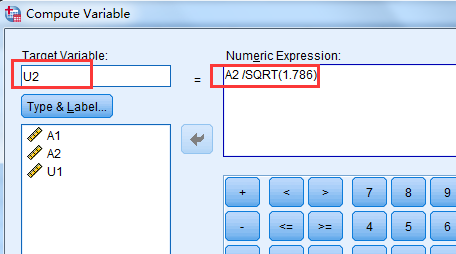 Compute Variable
Target Variable:
Numeric Expression:
U2
=
A2 /SQRT(1.786)
Type & Label...
A1
A2
U1
+ < > 7 8 9
- <= >= 4 5 6